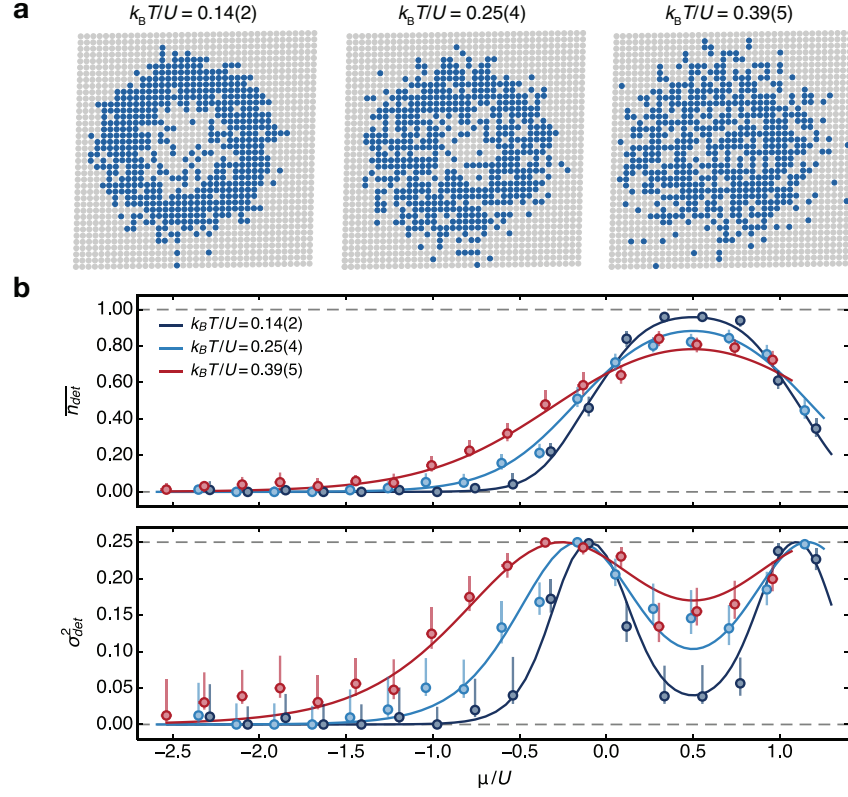 a
k_B T/U = 0.14(2) k_B T/U = 0.25(4) k_B T/U = 0.39(5)
b
1.00
0.80
0.60
0.40
0.20
0.00
n_det
k_B T/U=0.14(2)
k_B T/U=0.25(4)
k_B T/U=0.39(5)
0.25
0.20
0.15
0.10
0.05
0.00
σ²_det
−2.5 −2.0 −1.5 −1.0 −0.5 0.0 0.5 1.0
μ/U